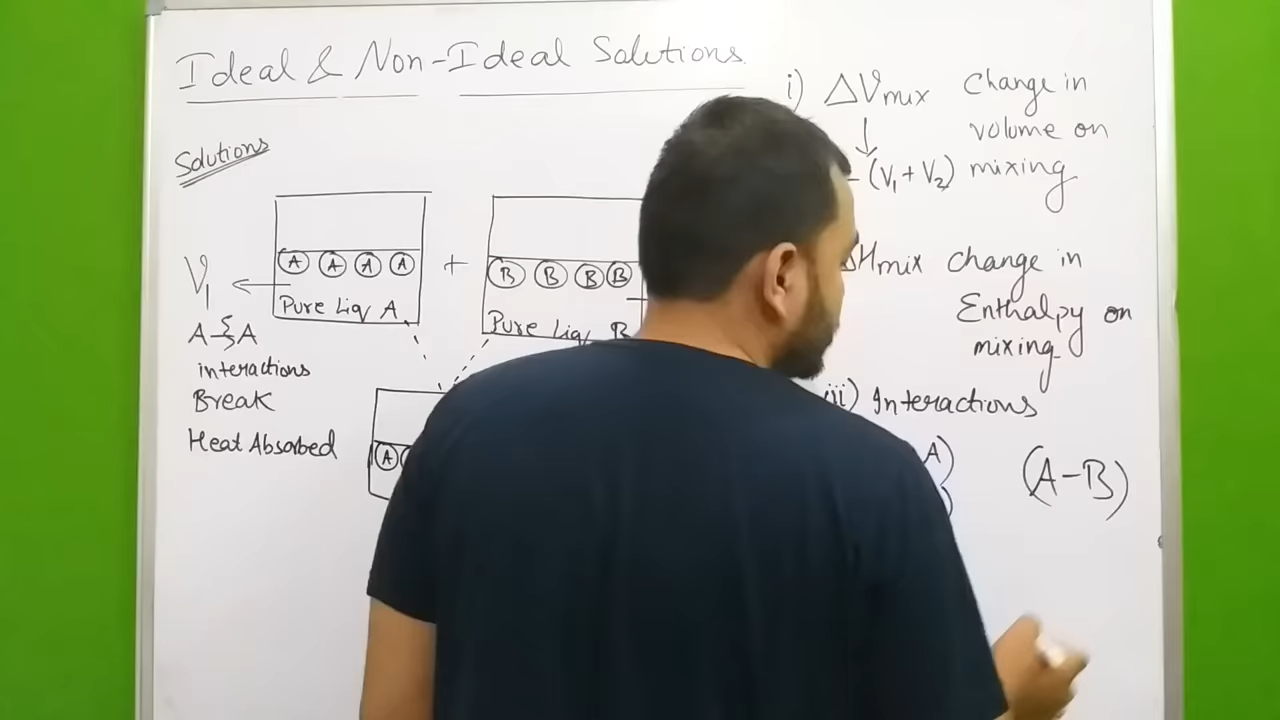 Ideal & Non-Ideal Solutions
Solutions
V1
A A A A
Pure Liq A
A-A
interactions
Break
Heat Absorbed
+
B B B B
Pure Liq B
A
i) ΔVmix Change in
volume on
- (V1 + V2) mixing
ΔHmix Change in
Enthalpy on
mixing
iii) Interactions
A)
)
(A-B)